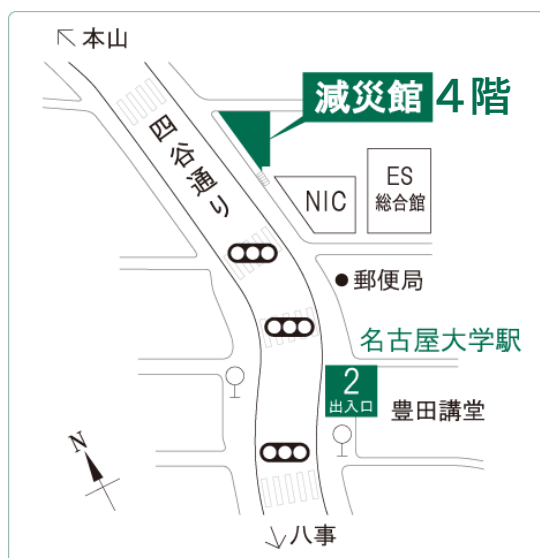 本山
減災館 4階
四谷通り
NIC
ES
総合館
郵便局
名古屋大学駅
2
出入口
豊田講堂
N
八事